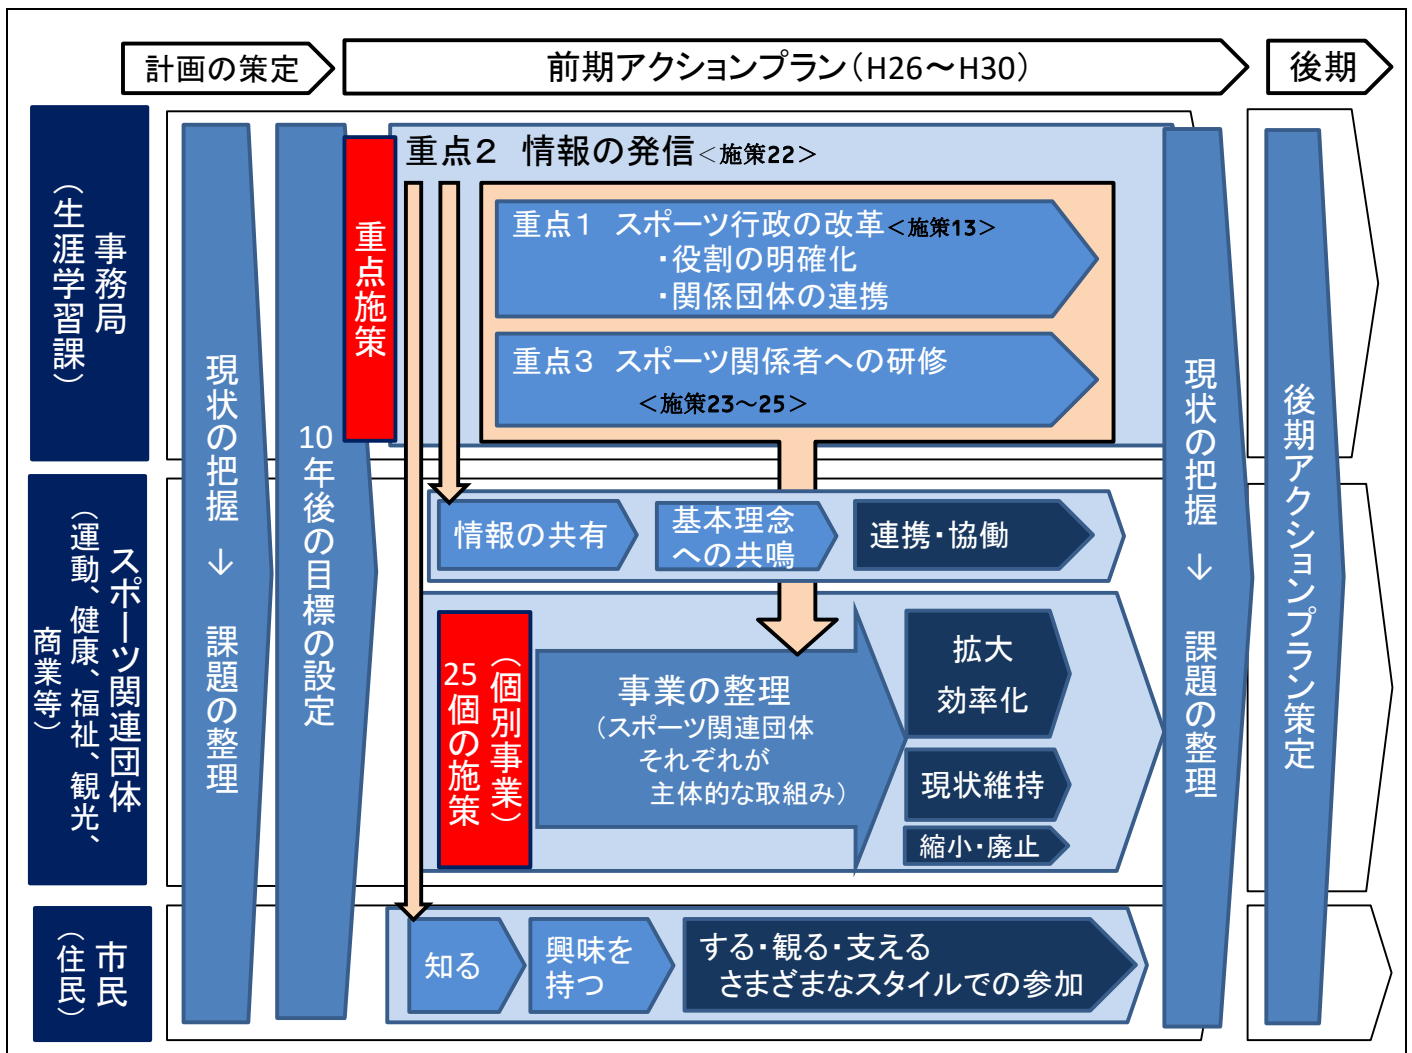 計画の策定
前期アクションプラン（H26～H30）
後期
事務局
（生涯学習課）
スポーツ関連団体
（運動、健康、福祉、観光、
商業等）
市民
（住民）
現状の把握 → 課題の整理
10年後の目標の設定
重点施策
重点２　情報の発信＜施策22＞
重点１　スポーツ行政の改革＜施策13＞
・役割の明確化
・関係団体の連携
重点３　スポーツ関係者への研修
＜施策23～25＞
情報の共有
基本理念
への共鳴
連携・協働
25個の施策
（個別事業）
事業の整理
（スポーツ関連団体
それぞれが
主体的な取組み）
拡大
効率化
現状維持
縮小・廃止
知る
興味を
持つ
する・観る・支える
さまざまなスタイルでの参加
現状の把握 → 課題の整理
後期アクションプラン策定